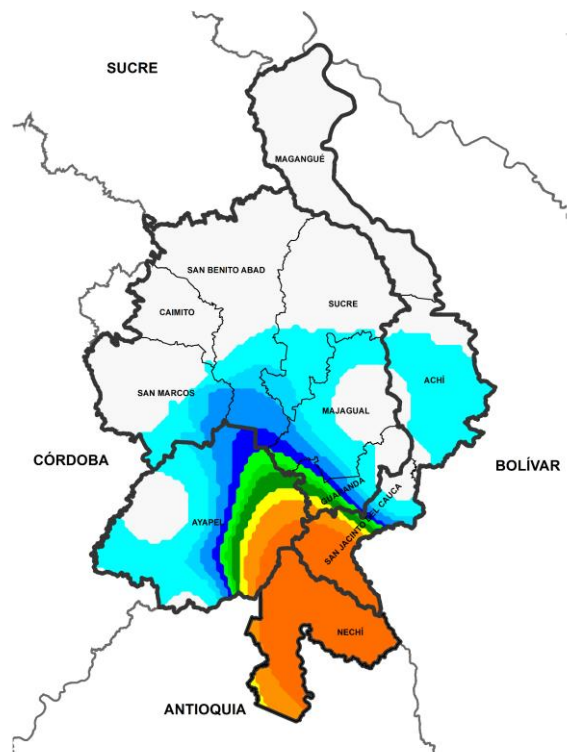 SUCRE
MAGANGUÉ
SAN BENITO ABAD
SUCRE
CAIMITO
ACHÍ
SAN MARCOS
MAJAGUAL
CÓRDOBA
BOLÍVAR
GUARANDA
AYAPEL
SAN JACINTO DEL CAUCA
NECHÍ
ANTIOQUIA